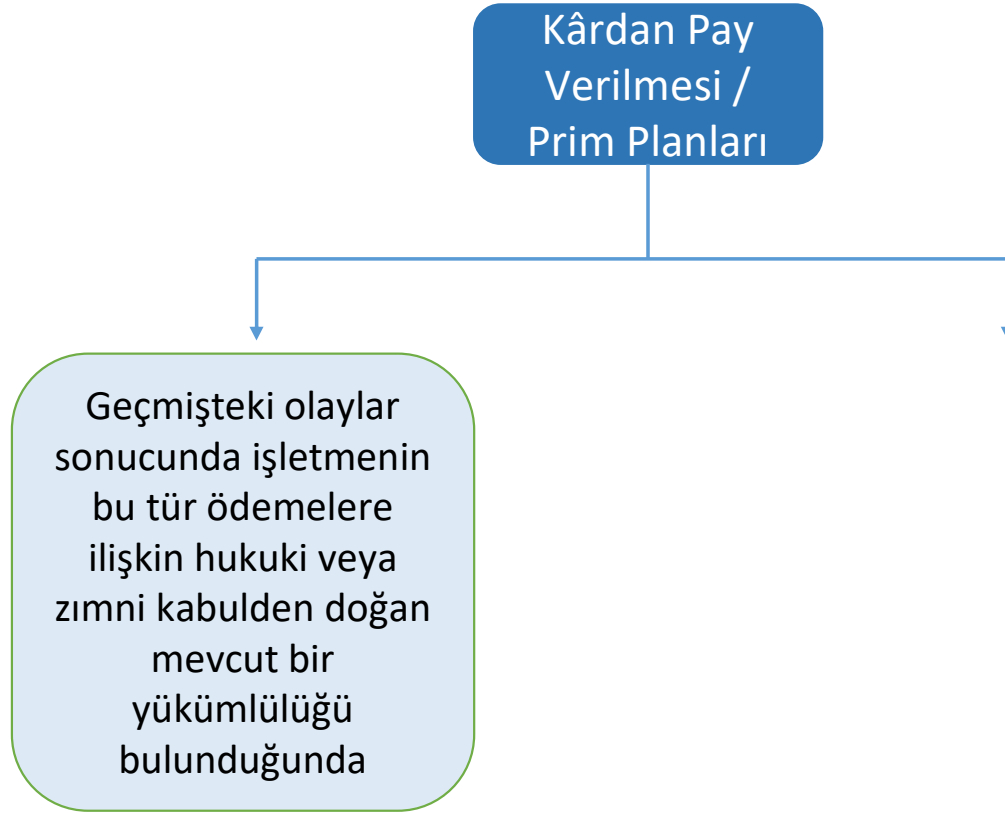 Kârdan Pay
Verilmesi /
Prim Planları
Geçmişteki olaylar
sonucunda işletmenin
bu tür ödemelere
ilişkin hukuki veya
zımni kabulden doğan
mevcut bir
yükümlülüğü
bulunduğunda